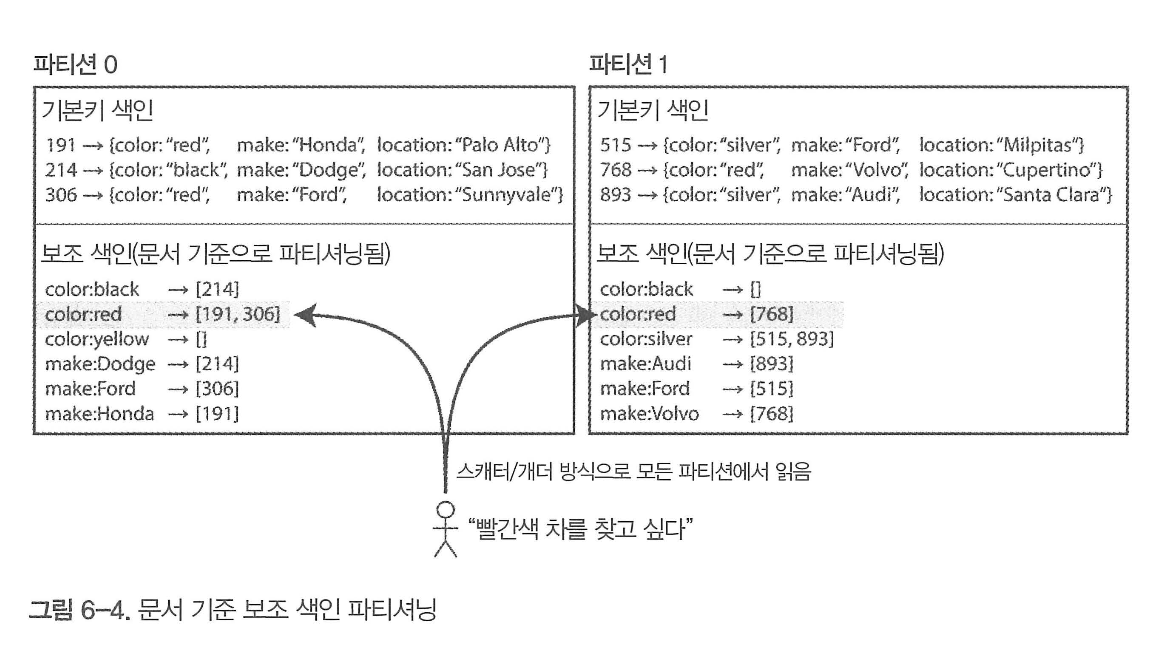 파티션 0
기본키 색인
191 → {color: “red”, make: “Honda”, location: “Palo Alto”}
214 → {color: “black”, make: “Dodge”, location: “San Jose”}
306 → {color: “red”, make: “Ford”, location: “Sunnyvale”}
보조 색인(문서 기준으로 파티셔닝됨)
color:black → [214]
color:red → [191, 306]
color:yellow → []
make:Dodge → [214]
make:Ford → [306]
make:Honda → [191]
파티션 1
기본키 색인
515 → {color: “silver”, make: “Ford”, location: “Milpitas”}
768 → {color: “red”, make: “Volvo”, location: “Cupertino”}
893 → {color: “silver”, make: “Audi”, location: “Santa Clara”}
보조 색인(문서 기준으로 파티셔닝됨)
color:black → []
color:red → [768]
color:silver → [515, 893]
make:Audi → [893]
make:Ford → [515]
make:Volvo → [768]
스캐터/개더 방식으로 모든 파티션에서 읽음
“빨간색 차를 찾고 싶다”
그림 6-4. 문서 기준 보조 색인 파티셔닝